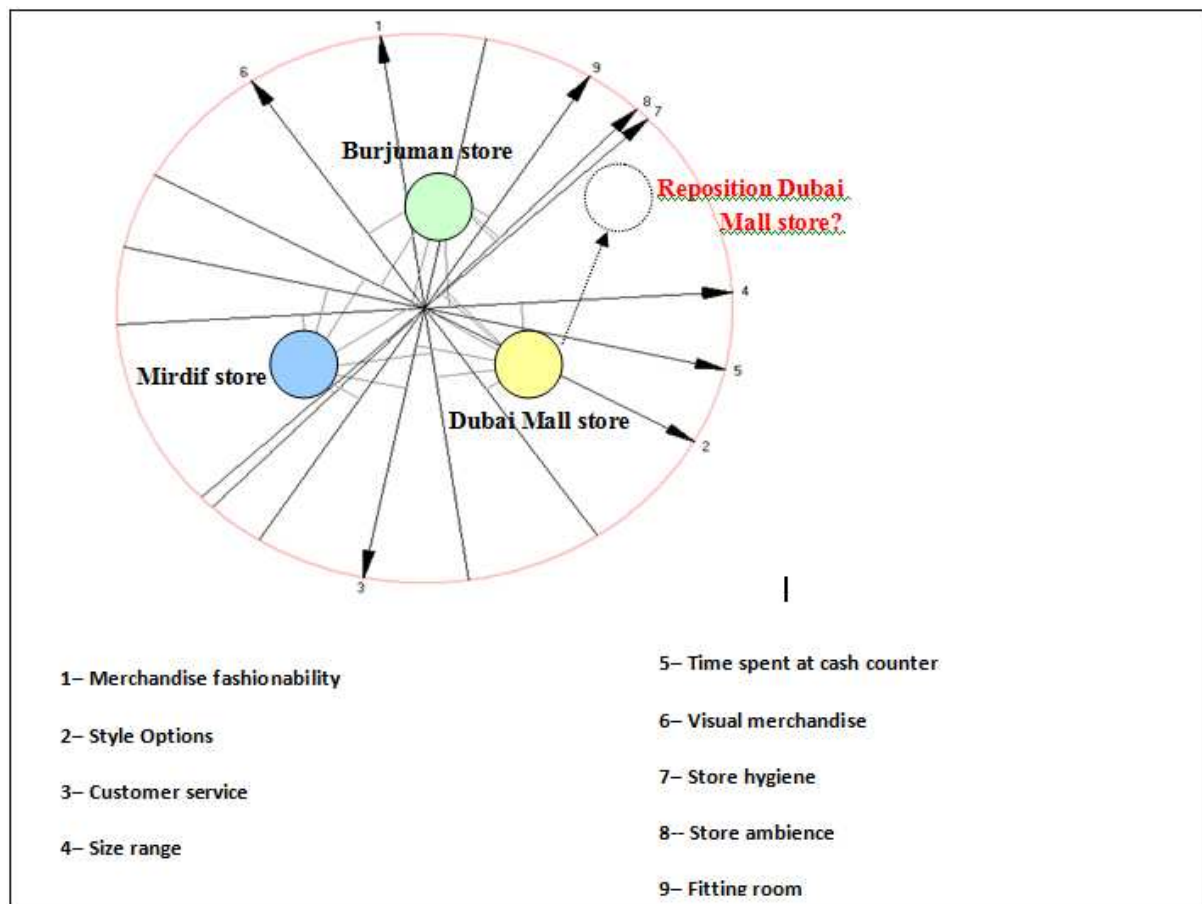 1
6
9
8
7
Burjuman store
Reposition Dubai
Mall store?
4
Mirdif store
5
Dubai Mall store
2
3
1– Merchandise fashionability
2– Style Options
3– Customer service
4– Size range
5– Time spent at cash counter
6– Visual merchandise
7– Store hygiene
8-- Store ambience
9– Fitting room